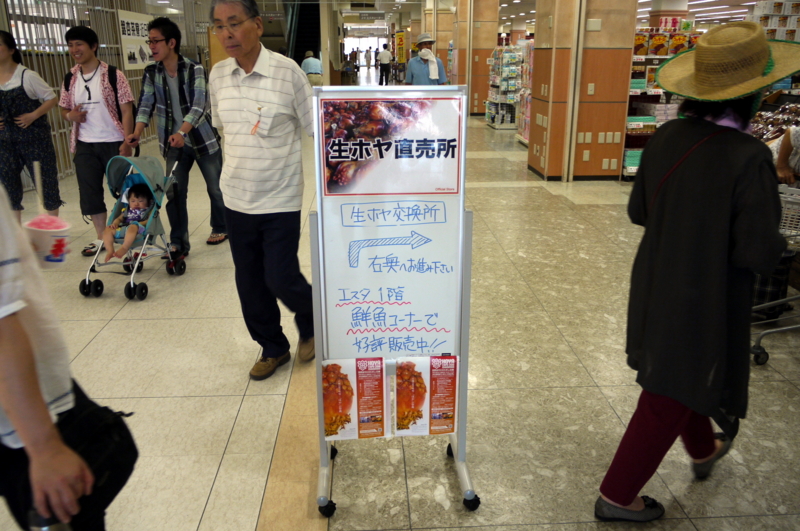 生ホヤ直売所
生ホヤ交換所
右奥へお進み下さい
エスタ1階
鮮魚コーナーで
好評販売中!!